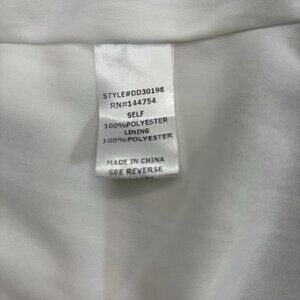 STYLE#DD30198
RN#144754
SELF
100%POLYESTER
LINING
100%POLYESTER
MADE IN CHINA
SEE REVERSE